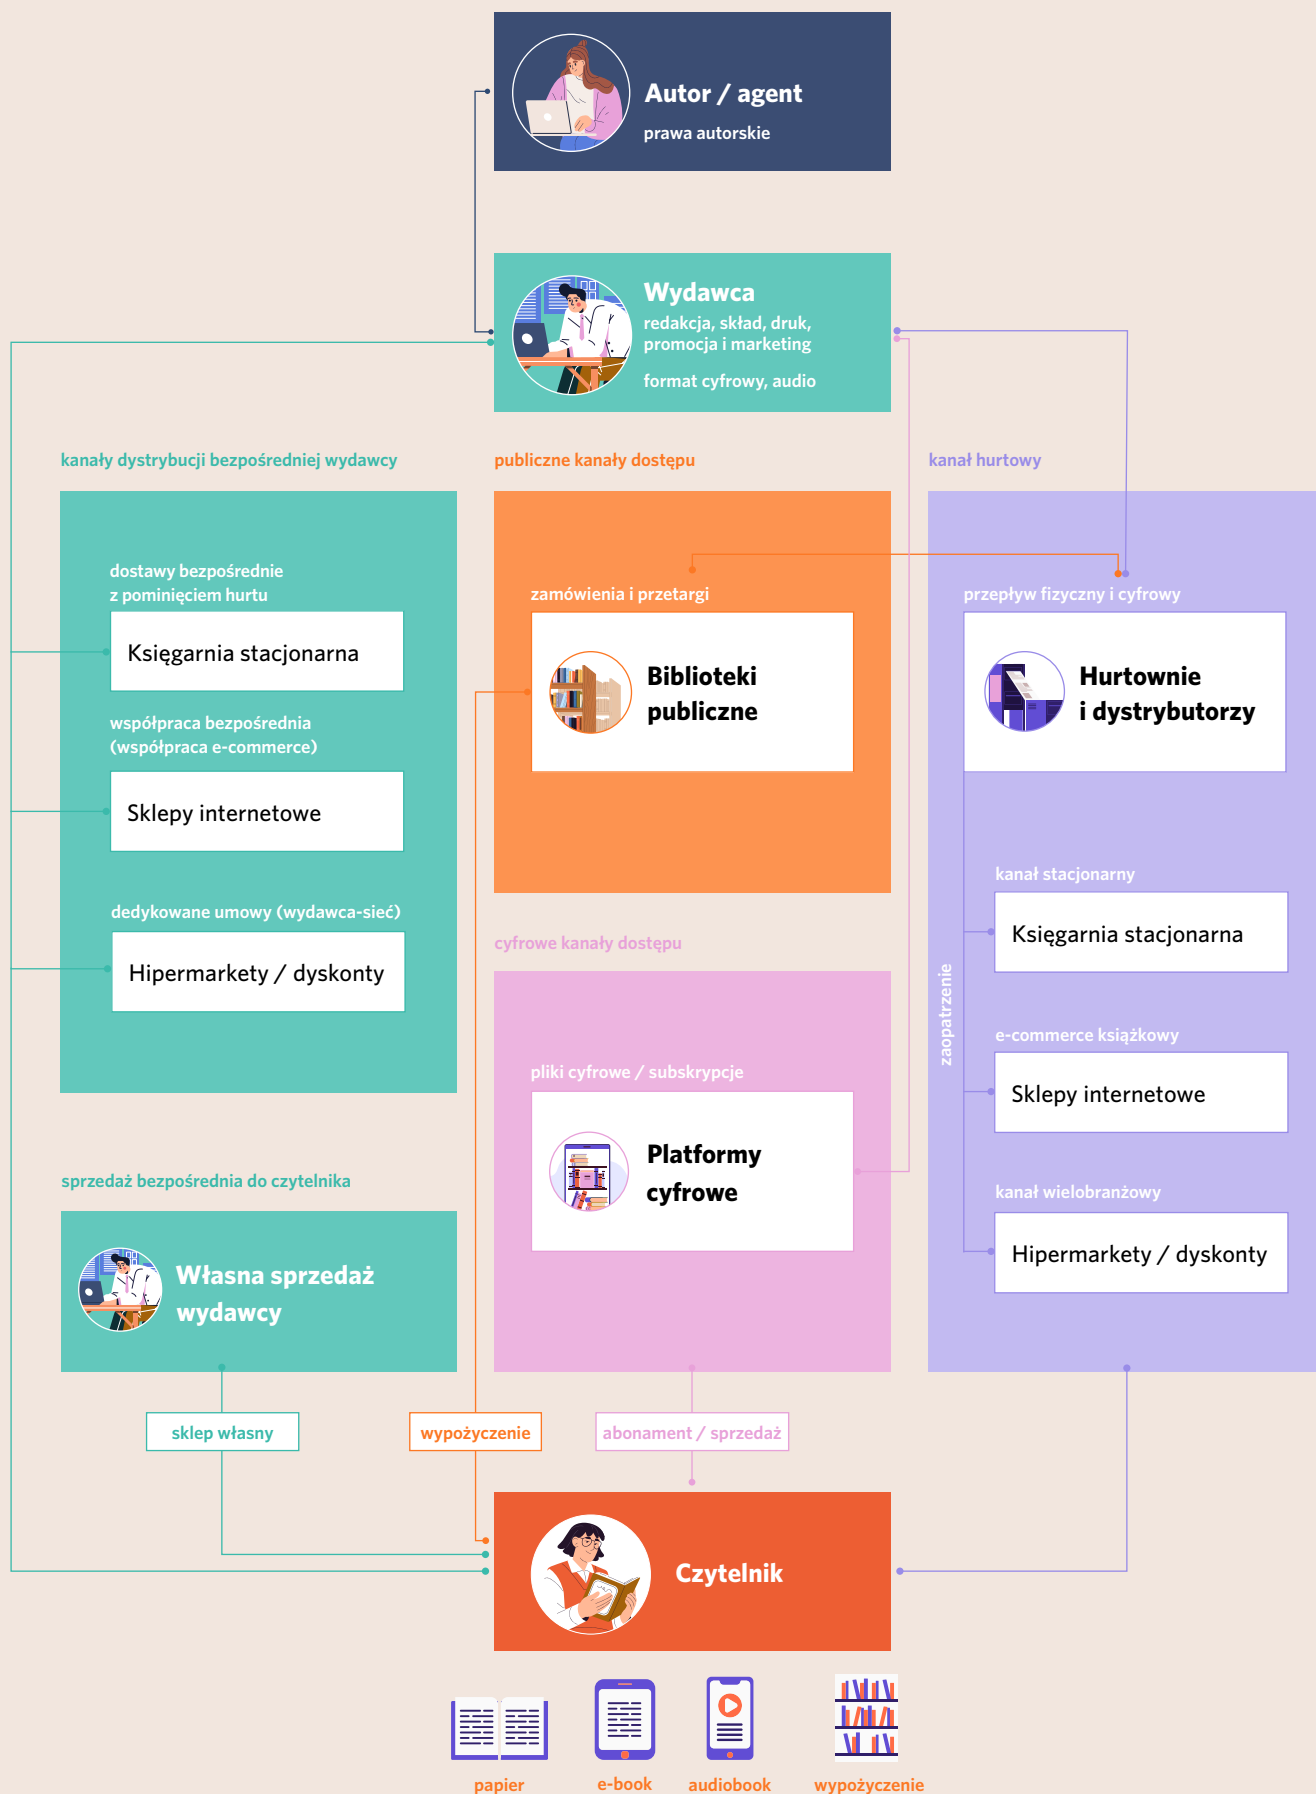 Autor / agent
prawa autorskie
Wydawca
redakcja, skład, druk,
promocja i marketing
format cyfrowy, audio
kanały dystrybucji bezpośredniej wydawcy
dostawy bezpośrednie
z pominięciem hurtu
Księgarnia stacjonarna
współpraca bezpośrednia
(współpraca e-commerce)
Sklepy internetowe
dedykowane umowy (wydawca-sieć)
Hipermarkety / dyskonty
sprzedaż bezpośrednia do czytelnika
Własna sprzedaż
wydawcy
publiczne kanały dostępu
zamówienia i przetargi
Biblioteki
publiczne
cyfrowe kanały dostępu
pliki cyfrowe / subskrypcje
Platformy
cyfrowe
kanał hurtowy
przepływ fizyczny i cyfrowy
Hurtownie
i dystrybutorzy
zaopatrzenie
kanał stacjonarny
Księgarnia stacjonarna
e-commerce książkowy
Sklepy internetowe
kanał wielobranżowy
Hipermarkety / dyskonty
sklep własny
wypożyczenie
abonament / sprzedaż
Czytelnik
papier
e-book
audiobook
wypożyczenie